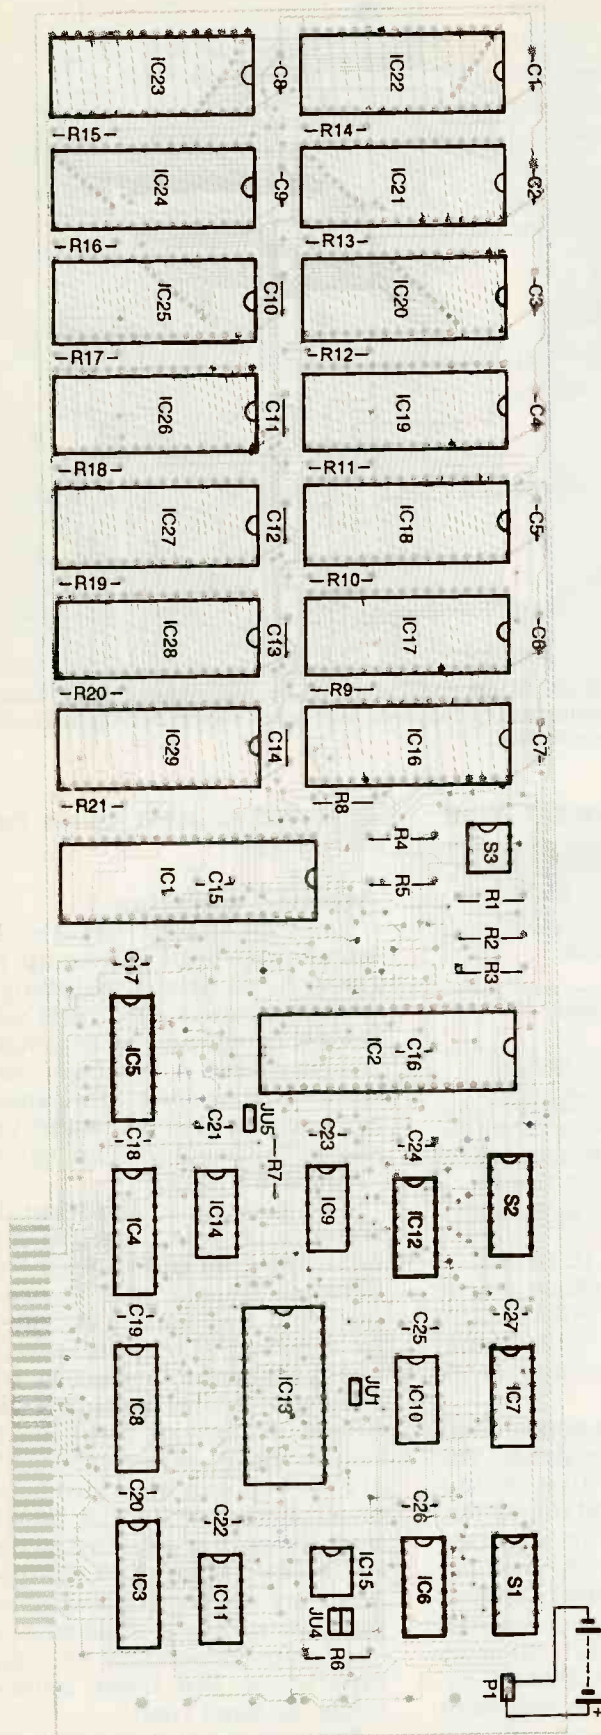 IC23
C8
IC22
C1
R15
R14
IC24
C9
IC21
C2
R16
R13
IC25
C10
IC20
C3
R17
R12
IC26
C11
IC19
C4
R18
R11
IC27
C12
IC18
C5
R19
R10
IC28
C13
IC17
C6
R20
R9
IC29
C14
IC16
C7
R21
R8
R4
S3
IC1
C15
R5
R1
R2
C17
R3
IC5
IC2
C16
C21
JU5
C18
C23
C24
R7
IC4
IC14
IC9
IC12
S2
C19
C25
C27
IC8
IC13
JU1
IC10
IC7
C20
C22
C26
IC3
IC11
IC15
IC6
S1
JU4
R6
P1
+